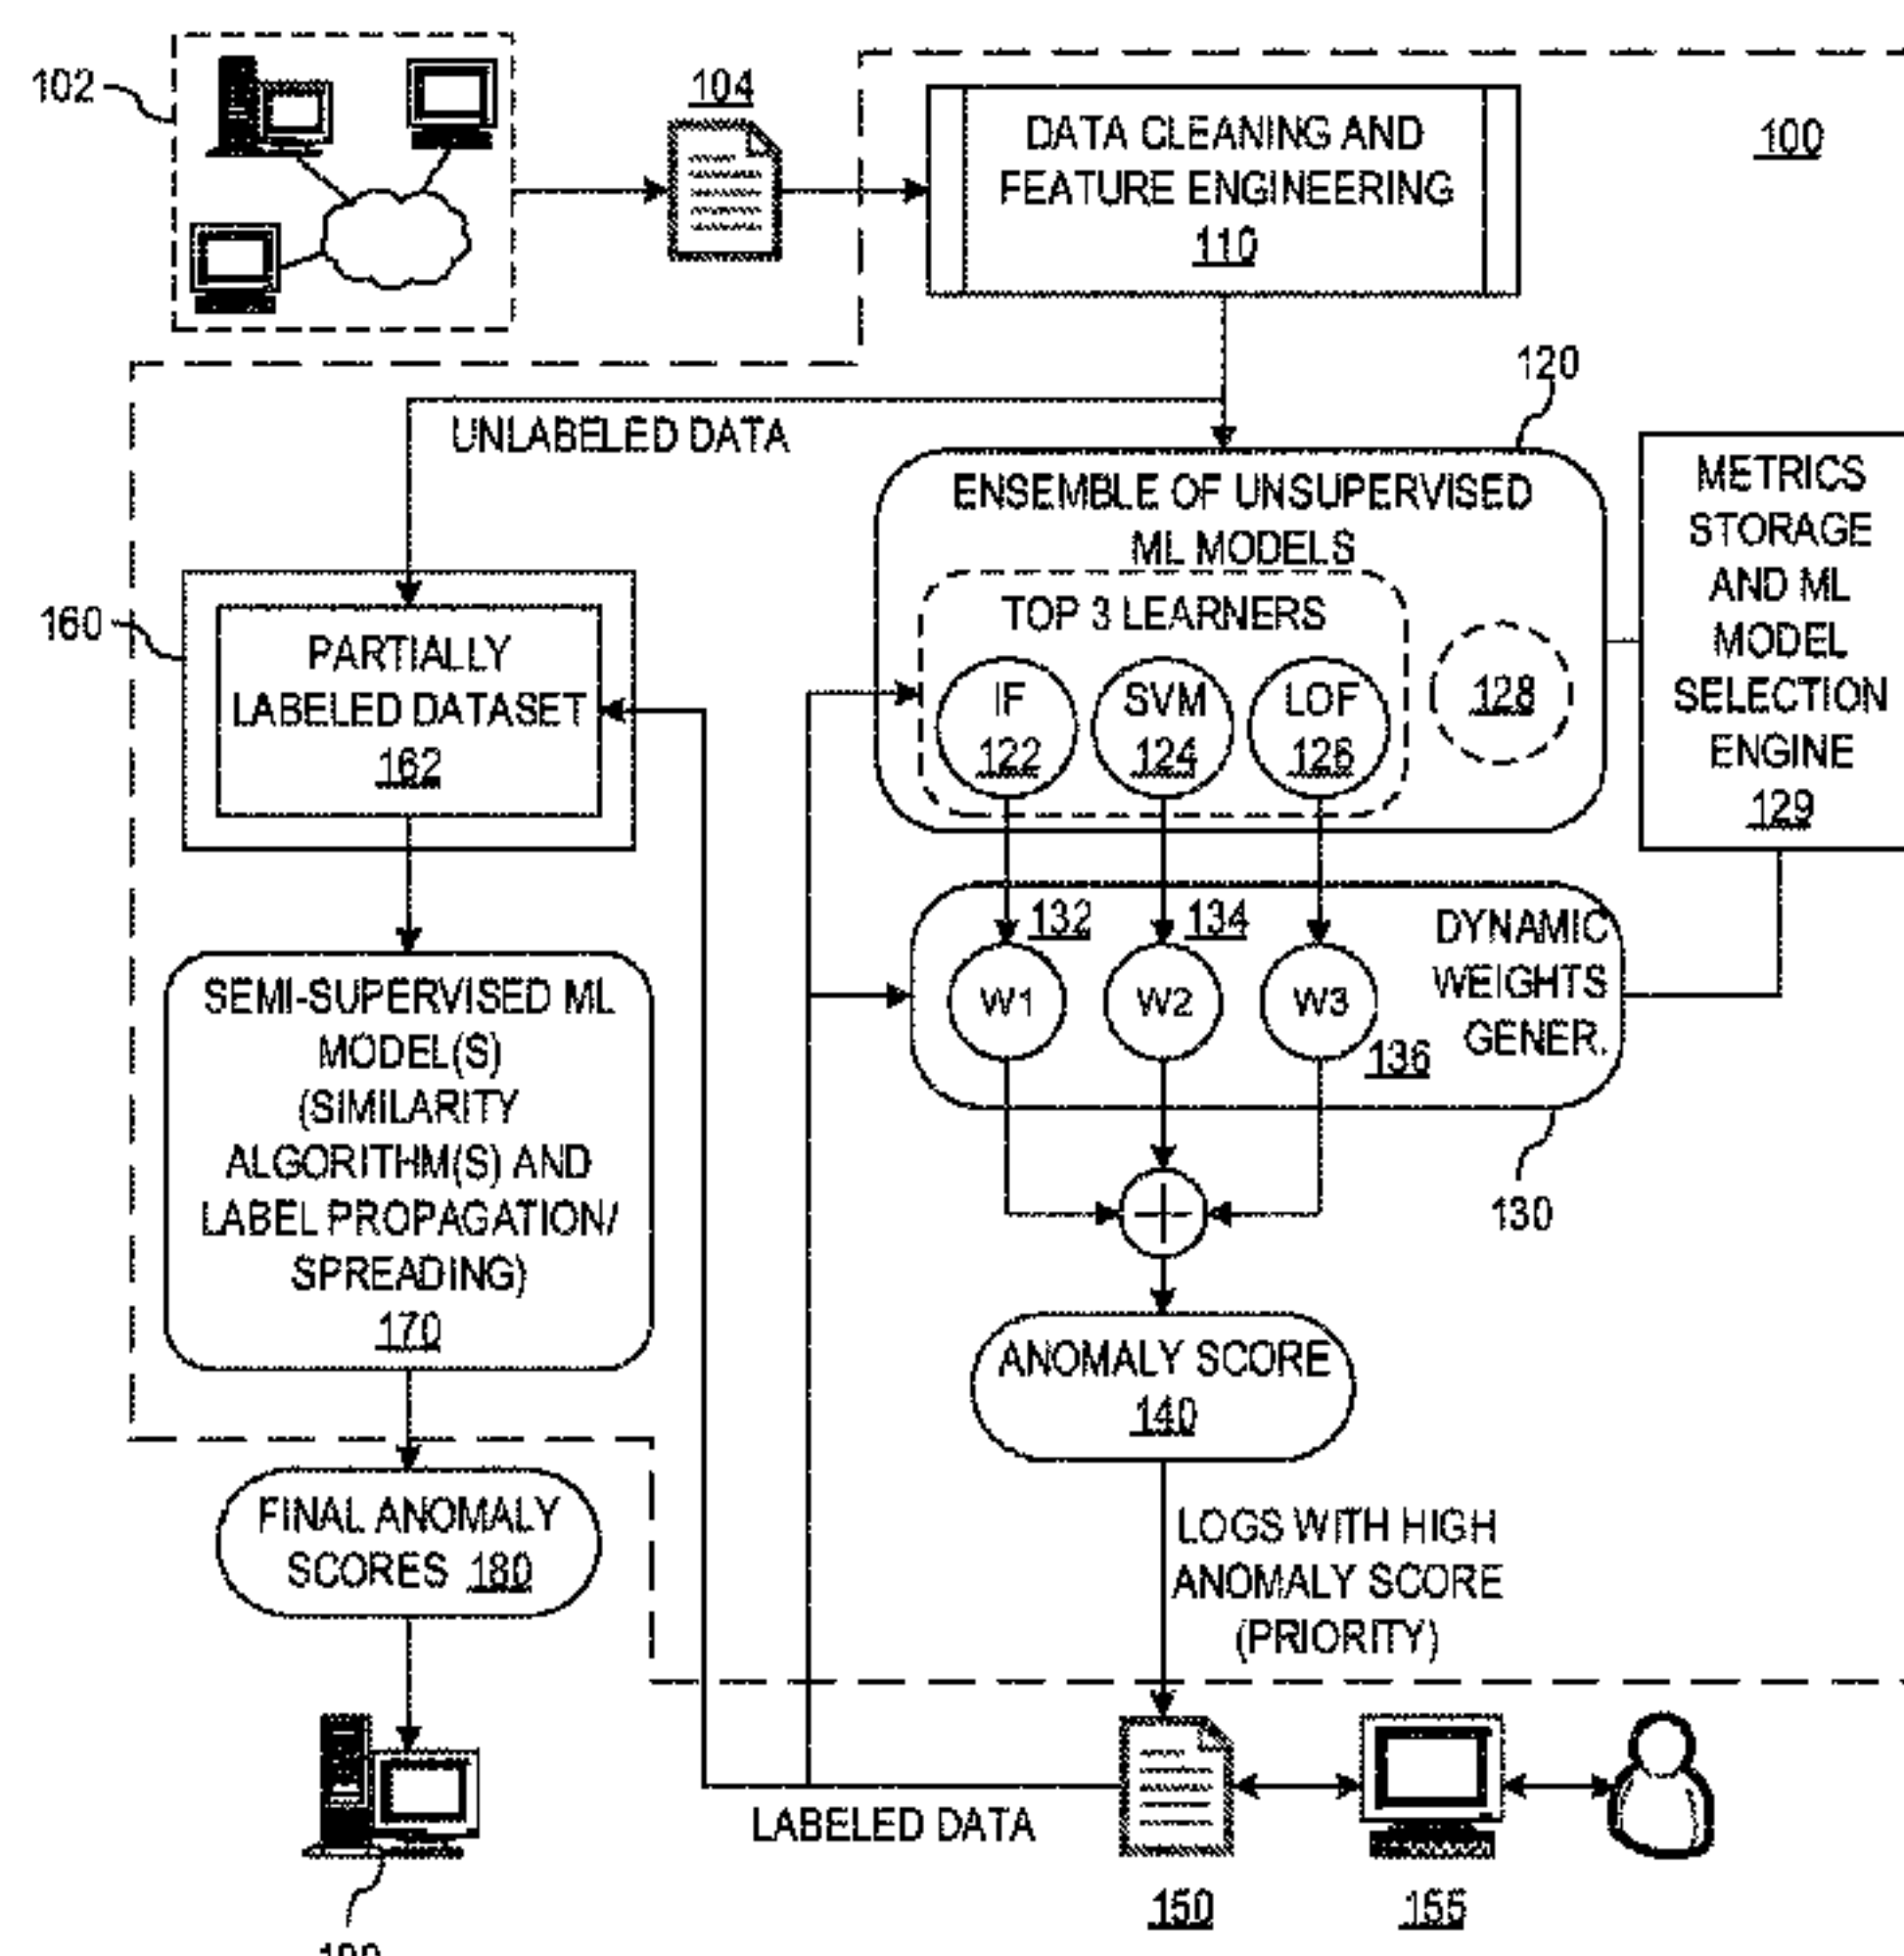 102
104
100
DATA CLEANING AND
FEATURE ENGINEERING
110
UNLABELED DATA
120
ENSEMBLE OF UNSUPERVISED
ML MODELS
TOP 3 LEARNERS
IF
122
SVM
124
LOF
126
128
METRICS
STORAGE
AND ML
MODEL
SELECTION
ENGINE
129
160
PARTIALLY
LABELED DATASET
162
132
134
W1
W2
W3
136
DYNAMIC
WEIGHTS
GENER.
130
SEMI-SUPERVISED ML
MODEL(S)
(SIMILARITY
ALGORITHM(S) AND
LABEL PROPAGATION/
SPREADING)
170
ANOMALY SCORE
140
FINAL ANOMALY
SCORES 180
LOGS WITH HIGH
ANOMALY SCORE
(PRIORITY)
LABELED DATA
150
155